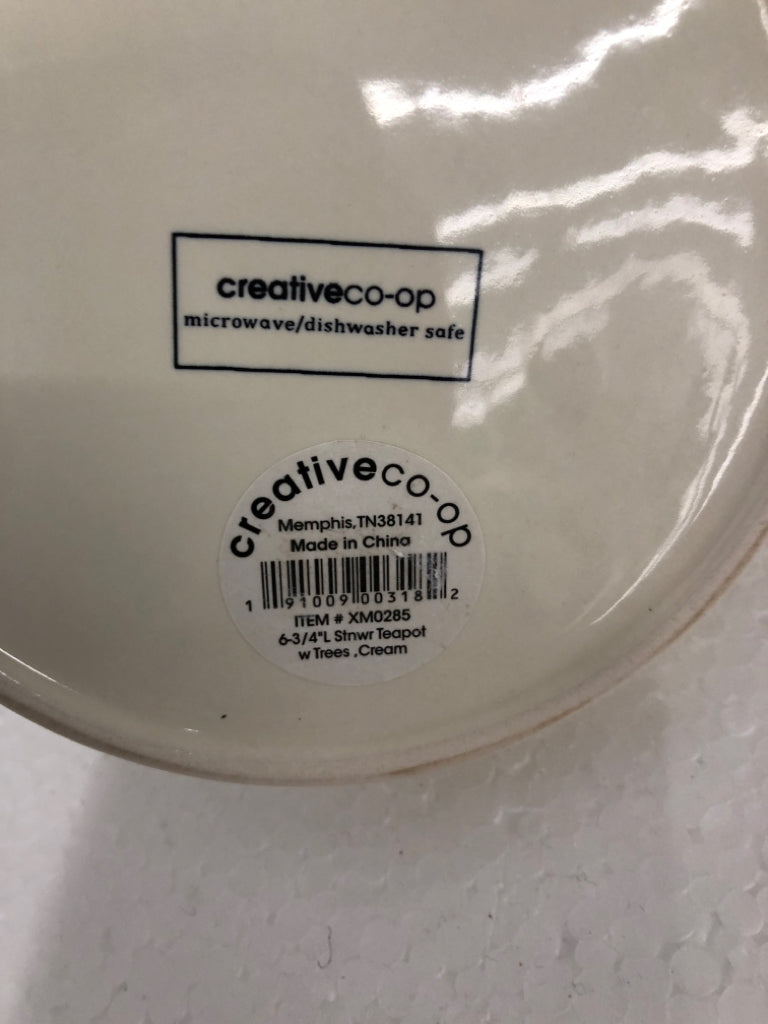 creativeco-op
microwave/dishwasher safe
creativeco-op
Memphis,TN38141
Made in China
1 91009 00318 2
ITEM # XM0285
6-3/4"L Stnwr Teapot
w Trees ,Cream